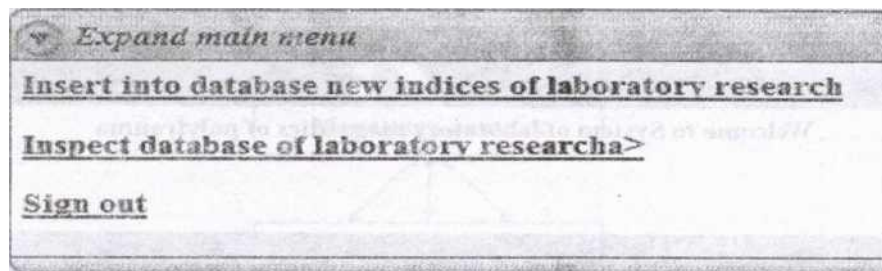 Expand main menu
Insert into database new indices of laboratory research
Inspect database of laboratory researcha>
Sign out